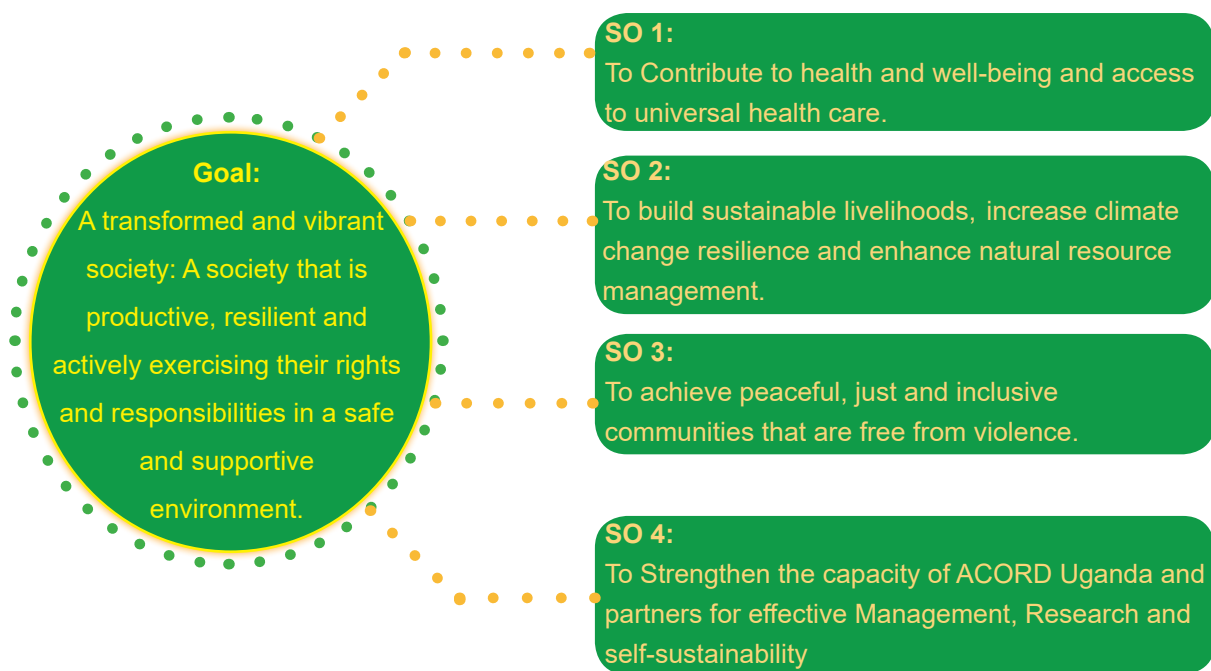 Goal:
A transformed and vibrant
society: A society that is
productive, resilient and
actively exercising their rights
and responsibilities in a safe
and supportive
environment.
SO 1:
To Contribute to health and well-being and access
to universal health care.
SO 2:
To build sustainable livelihoods, increase climate
change resilience and enhance natural resource
management.
SO 3:
To achieve peaceful, just and inclusive
communities that are free from violence.
SO 4:
To Strengthen the capacity of ACORD Uganda and
partners for effective Management, Research and
self-sustainability